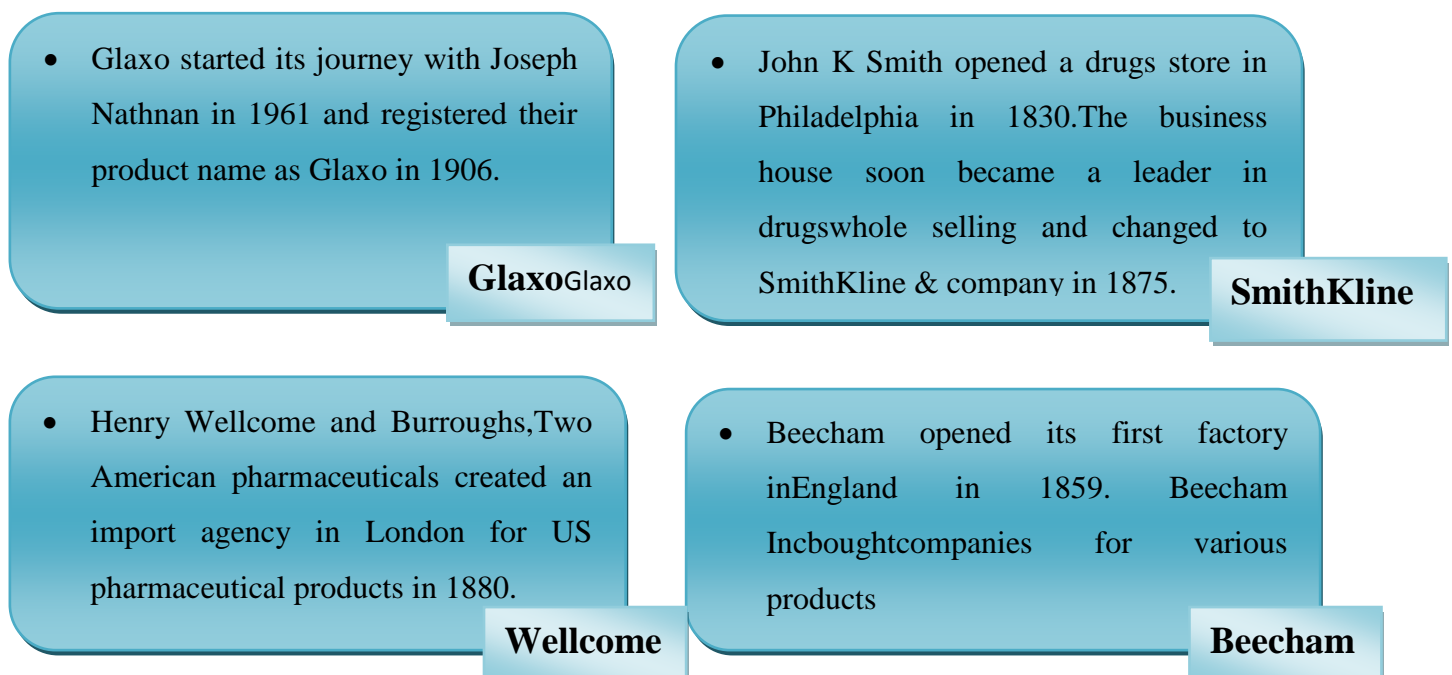 • Glaxo started its journey with Joseph
Nathnan in 1961 and registered their
product name as Glaxo in 1906.
GlaxoGlaxo
• John K Smith opened a drugs store in
Philadelphia in 1830.The business
house soon became a leader in
drugswhole selling and changed to
SmithKline & company in 1875.
SmithKline
• Henry Wellcome and Burroughs,Two
American pharmaceuticals created an
import agency in London for US
pharmaceutical products in 1880.
Wellcome
• Beecham opened its first factory
inEngland in 1859. Beecham
Incboughtcompanies for various
products
Beecham